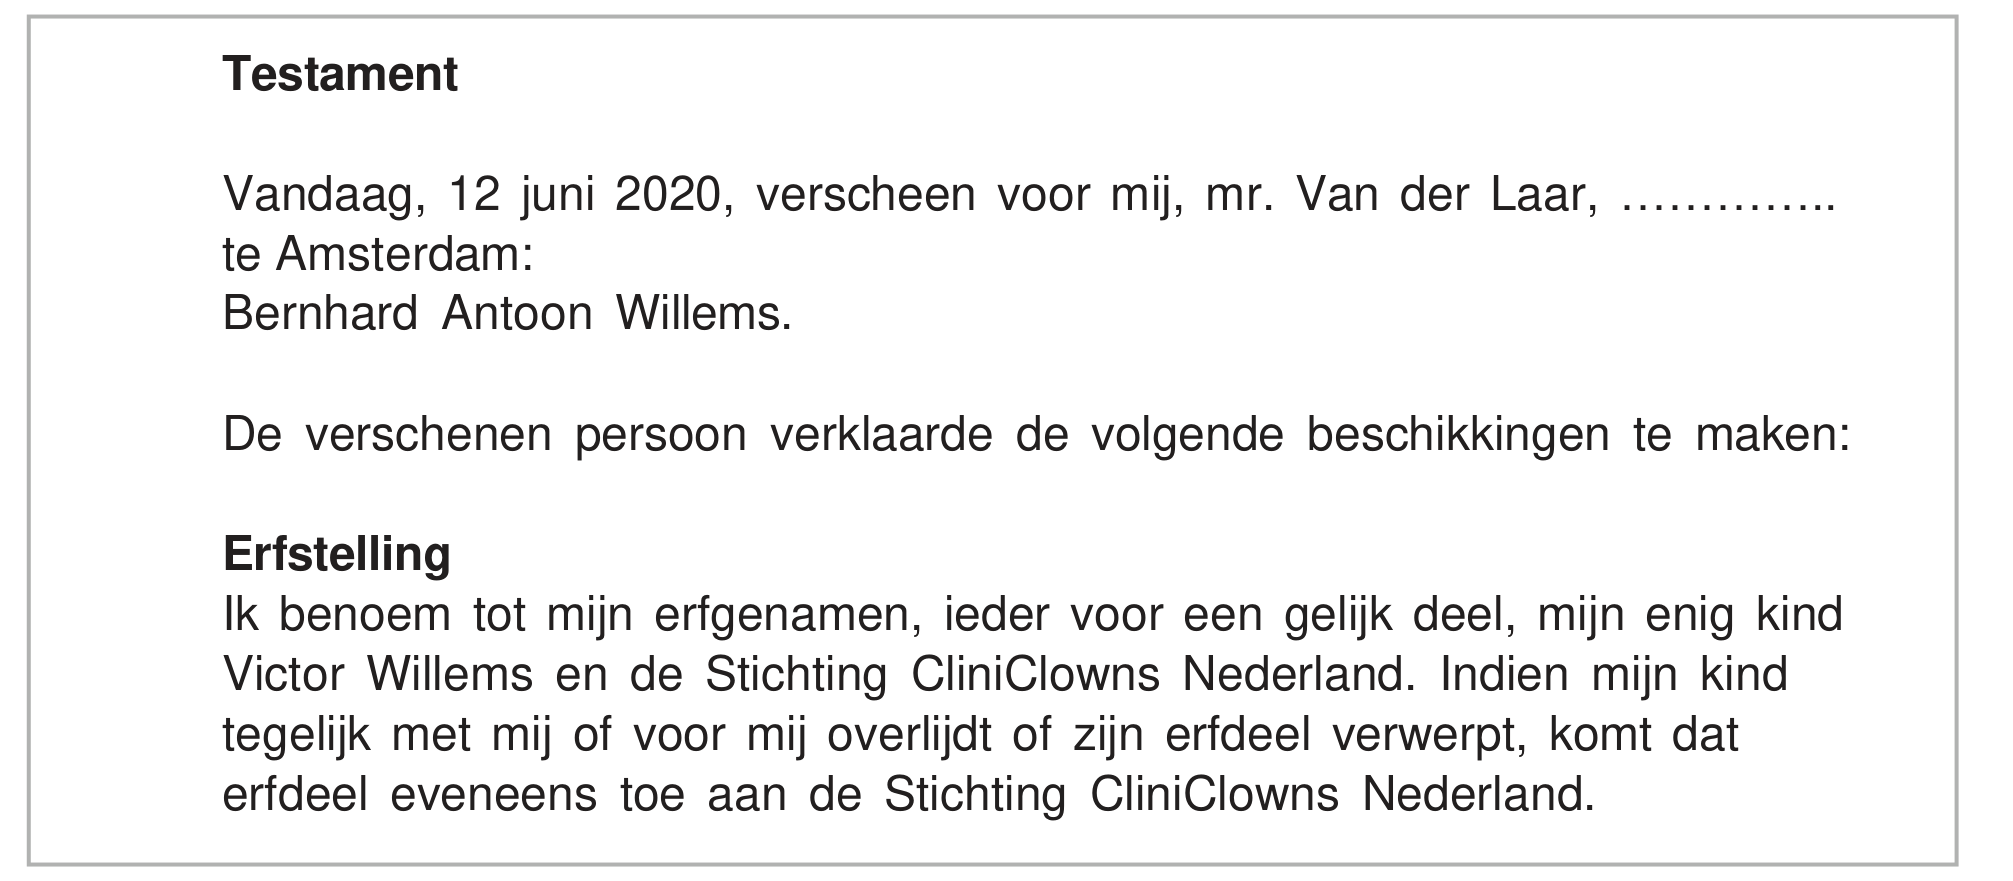 Testament
Vandaag, 12 juni 2020, verscheen voor mij, mr. Van der Laar, …………..
te Amsterdam:
Bernhard Antoon Willems.
De verschenen persoon verklaarde de volgende beschikkingen te maken:
Erfstelling
Ik benoem tot mijn erfgenamen, ieder voor een gelijk deel, mijn enig kind
Victor Willems en de Stichting CliniClowns Nederland. Indien mijn kind
tegelijk met mij of voor mij overlijdt of zijn erfdeel verwerpt, komt dat
erfdeel eveneens toe aan de Stichting CliniClowns Nederland.